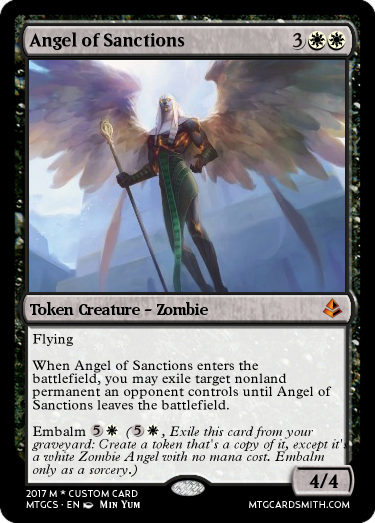 Angel of Sanctions 3
Token Creature – Zombie
Flying
When Angel of Sanctions enters the
battlefield, you may exile target nonland
permanent an opponent controls until Angel of
Sanctions leaves the battlefield.
Embalm 5 (5 , Exile this card from your
graveyard: Create a token that's a copy of it, except it's
a white Zombie Angel with no mana cost. Embalm
only as a sorcery.)
4/4
2017 M * CUSTOM CARD
MTGCS · EN Min Yum
MTGCARDSMITH.COM